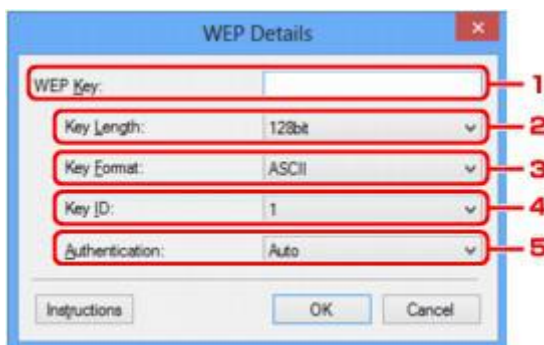 WEP Details
WEP Key: 1
Key Length: 128bit 2
Key Format: ASCII 3
Key ID: 1 4
Authentication: Auto 5
Instructions OK Cancel